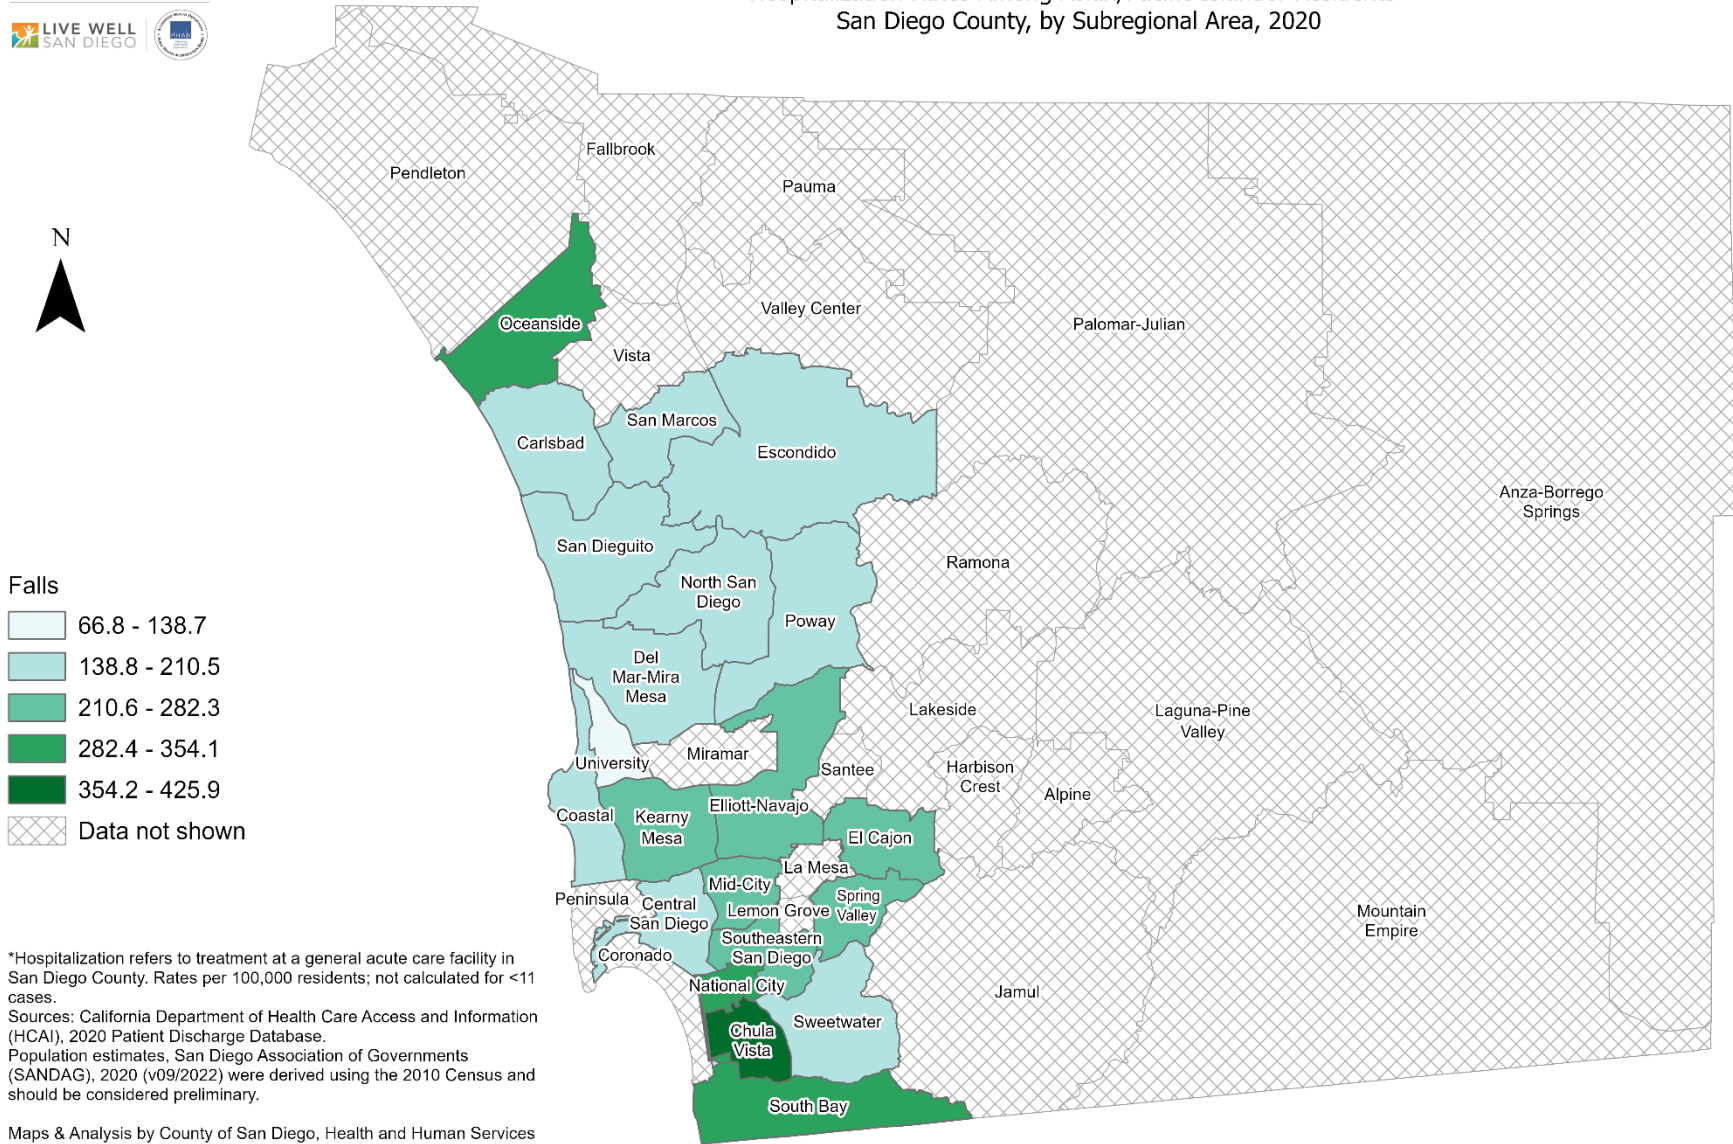 LIVE WELL
SAN DIEGO
PHAB
Hospitalization Rates Among Asian/Pacific Islander Residents
San Diego County, by Subregional Area, 2020
N
Pendleton
Fallbrook
Pauma
Oceanside
Vista
Valley Center
Palomar-Julian
San Marcos
Carlsbad
Escondido
Anza-Borrego
Springs
San Dieguito
North San
Diego
Ramona
Poway
Del
Mar-Mira
Mesa
Lakeside
Laguna-Pine
Valley
University
Miramar
Santee
Harbison
Crest
Alpine
Coastal
Kearny
Mesa
Elliott-Navajo
El Cajon
La Mesa
Mid-City
Peninsula
Central
San Diego
Lemon Grove
Spring
Valley
Mountain
Empire
Southeastern
San Diego
Coronado
National City
Jamul
Chula
Vista
Sweetwater
South Bay
Falls
66.8 - 138.7
138.8 - 210.5
210.6 - 282.3
282.4 - 354.1
354.2 - 425.9
Data not shown
*Hospitalization refers to treatment at a general acute care facility in
San Diego County. Rates per 100,000 residents; not calculated for <11
cases.
Sources: California Department of Health Care Access and Information
(HCAI), 2020 Patient Discharge Database.
Population estimates, San Diego Association of Governments
(SANDAG), 2020 (v09/2022) were derived using the 2010 Census and
should be considered preliminary.
Maps & Analysis by County of San Diego, Health and Human Services